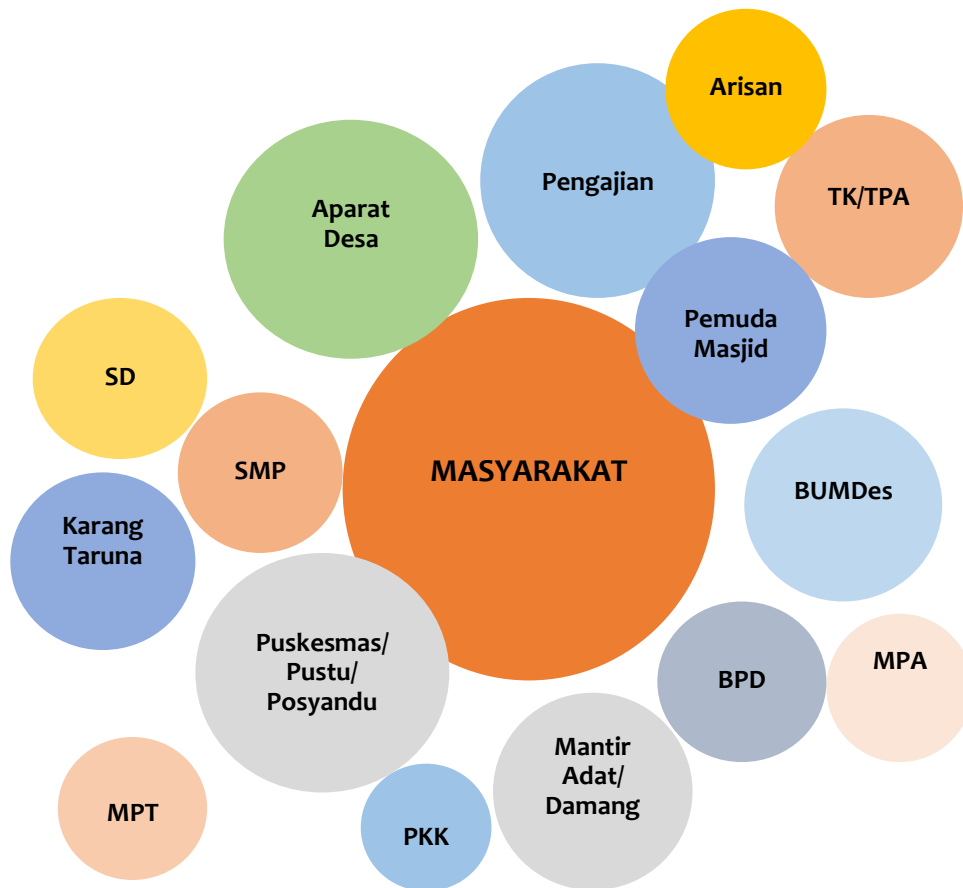 Arisan
Pengajian
TK/TPA
Aparat
Desa
Pemuda
Masjid
SD
SMP
MASYARAKAT
BUMDes
Karang
Taruna
Puskesmas/
Pustu/
Posyandu
BPD
MPA
Mantir
Adat/
Damang
MPT
PKK